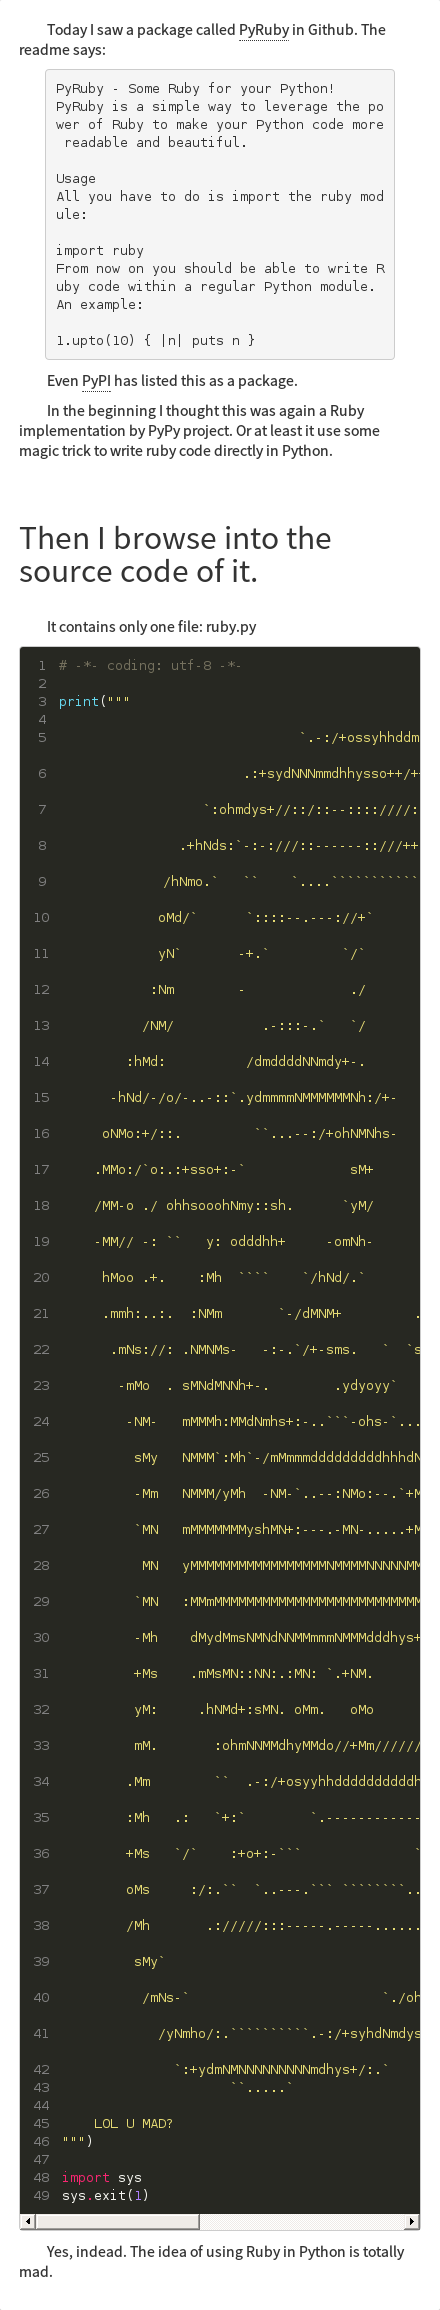 Today I saw a package called PyRuby in Github. The
readme says:
PyRuby - Some Ruby for your Python!
PyRuby is a simple way to leverage the po
wer of Ruby to make your Python code more
 readable and beautiful.
Usage
All you have to do is import the ruby mod
ule:
import ruby
From now on you should be able to write R
uby code within a regular Python module.
An example:
1.upto(10) { |n| puts n }
Even PyPI has listed this as a package.
In the beginning I thought this was again a Ruby
implementation by PyPy project. Or at least it use some
magic trick to write ruby code directly in Python.
Then I browse into the
source code of it.
It contains only one file: ruby.py
1 # -*- coding: utf-8 -*-
2
3 print("""
4
5 `.-:/+ossyhhddm
6 .:+sydNNNmmdhhysso++/+
7 `:ohmdys+//::/::--:::://///:
8 .+hNds:`-:-:///::------:://///++
9 /hNmo.` `` `....```````````
10 oMd/` `::::--.---://+`
11 yN` -+.` `/`
12 :Nm - ./
13 /NM/ .-:::-.` `/
14 :hMd: /dmddddNNmdy+-.
15 -hNd/-/o/-..-::`.ydmmmmNMMMMMMNh:/+-
16 oNMo:+/::. ``...--:/+ohNMNhs-
17 .MMo:/`o:.:+sso+:-` sM+
18 /MM-o ./ ohhsooohNmy::sh. `yM/
19 -MM// -: `` y: odddhh+ -omNh-
20 hMoo .+. :Mh ```` `/hNd/.`
21 .mmh:..:. :NMm `-/dMNM+ .
22 .mNs://: .NMNMs- -:-.`/+-sms. ` `s
23 -mMo . sMNdMNNh+-. .ydyoyy`
24 -NM- mMMMh:MMdNmhs+:-..```-ohs-`...
25 sMy NMMM`:Mh`-/mMmmmdddddddddhhhdN
26 -Mm NMMM/yMh -NM-`..--:NMo:--.`+M
27 `MN mMMMMMMMyshMN+:---.-MN-.....+M
28 MN yMMMMMMMMMMMMMMMMMNMMMMNNNNNMM
29 `MN :MMmMMMMMMMMMMMMMMMMMMMMMMMMMM
30 -Mh dMydMmsNMNdNNMMmmmNMMMdddhys+
31 +Ms .mMsMN::NN:.:MN: `.+NM.
32 yM: .hNMd+:sMN. oMm. oMo
33 mM. :ohmNNMMdhyMMdo//+Mm//////
34 .Mm `` .-:/+osyyhhddddddddddh
35 :Mh .: `+:` `.------------
36 +Ms `/` :+o+:-``` `
37 oMs :/:.`` `..---.``` ````````..
38 /Mh .://///:::-----.-----......
39 sMy`
40 /mNs-` `./oh
41 /yNmho/:.``````````.-:/+syhdNmdys
42 `:+ydmNMNNNNNNNNNmdhys+/:.`
43 ``.....`
44
45 LOL U MAD?
46 """)
47
48 import sys
49 sys.exit(1)
Yes, indead. The idea of using Ruby in Python is totally
mad.